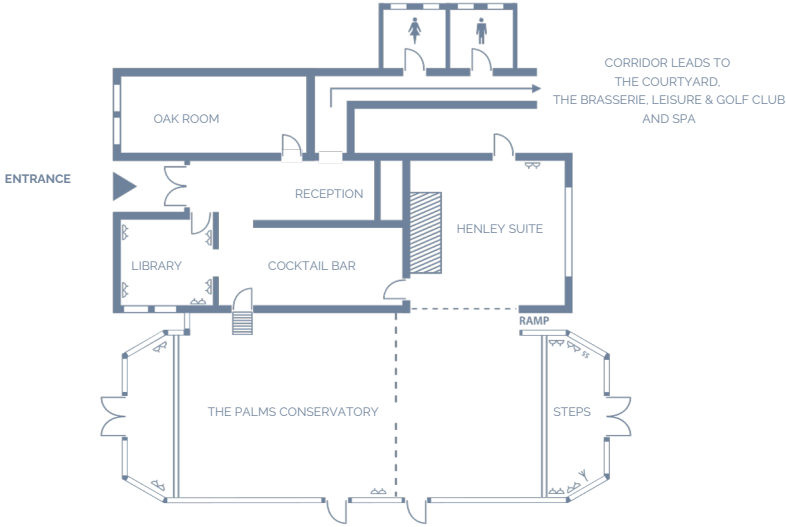 CORRIDOR LEADS TO
THE COURTYARD,
THE BRASSERIE, LEISURE & GOLF CLUB
AND SPA
OAK ROOM
ENTRANCE
RECEPTION
HENLEY SUITE
LIBRARY
COCKTAIL BAR
RAMP
THE PALMS CONSERVATORY
STEPS